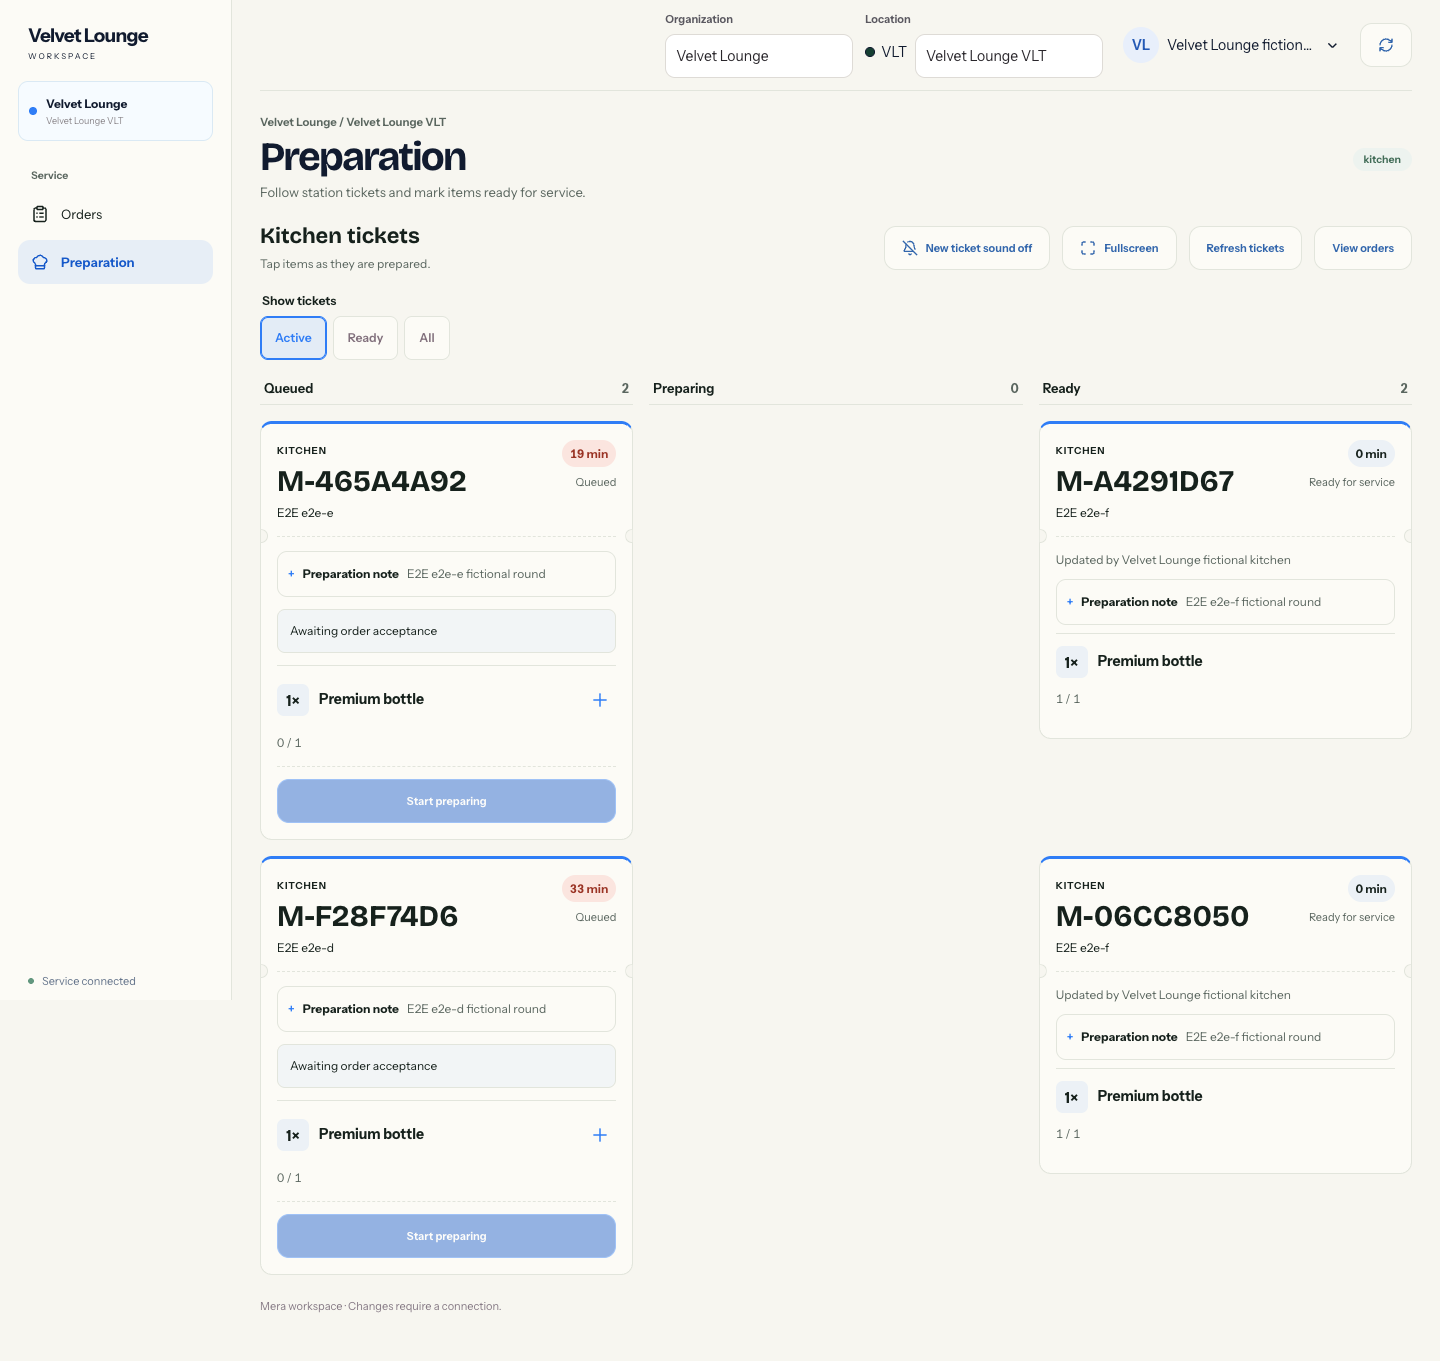 Velvet Lounge
WORKSPACE
Velvet Lounge
Velvet Lounge VLT
Service
Orders
Preparation
Service connected
Organization
Velvet Lounge
Location
VLT
Velvet Lounge VLT
VL
Velvet Lounge fiction...
Velvet Lounge / Velvet Lounge VLT
Preparation
kitchen
Follow station tickets and mark items ready for service.
Kitchen tickets
Tap items as they are prepared.
New ticket sound off
Fullscreen
Refresh tickets
View orders
Show tickets
Active
Ready
All
Queued 2
KITCHEN
19 min
M-465A4A92
Queued
E2E e2e-e
+ Preparation note E2E e2e-e fictional round
Awaiting order acceptance
1× Premium bottle +
0 / 1
Start preparing
KITCHEN
33 min
M-F28F74D6
Queued
E2E e2e-d
+ Preparation note E2E e2e-d fictional round
Awaiting order acceptance
1× Premium bottle +
0 / 1
Start preparing
Preparing 0
Ready 2
KITCHEN
0 min
M-A4291D67
Ready for service
E2E e2e-f
Updated by Velvet Lounge fictional kitchen
+ Preparation note E2E e2e-f fictional round
1× Premium bottle
1 / 1
KITCHEN
0 min
M-06CC8050
Ready for service
E2E e2e-f
Updated by Velvet Lounge fictional kitchen
+ Preparation note E2E e2e-f fictional round
1× Premium bottle
1 / 1
Mera workspace · Changes require a connection.